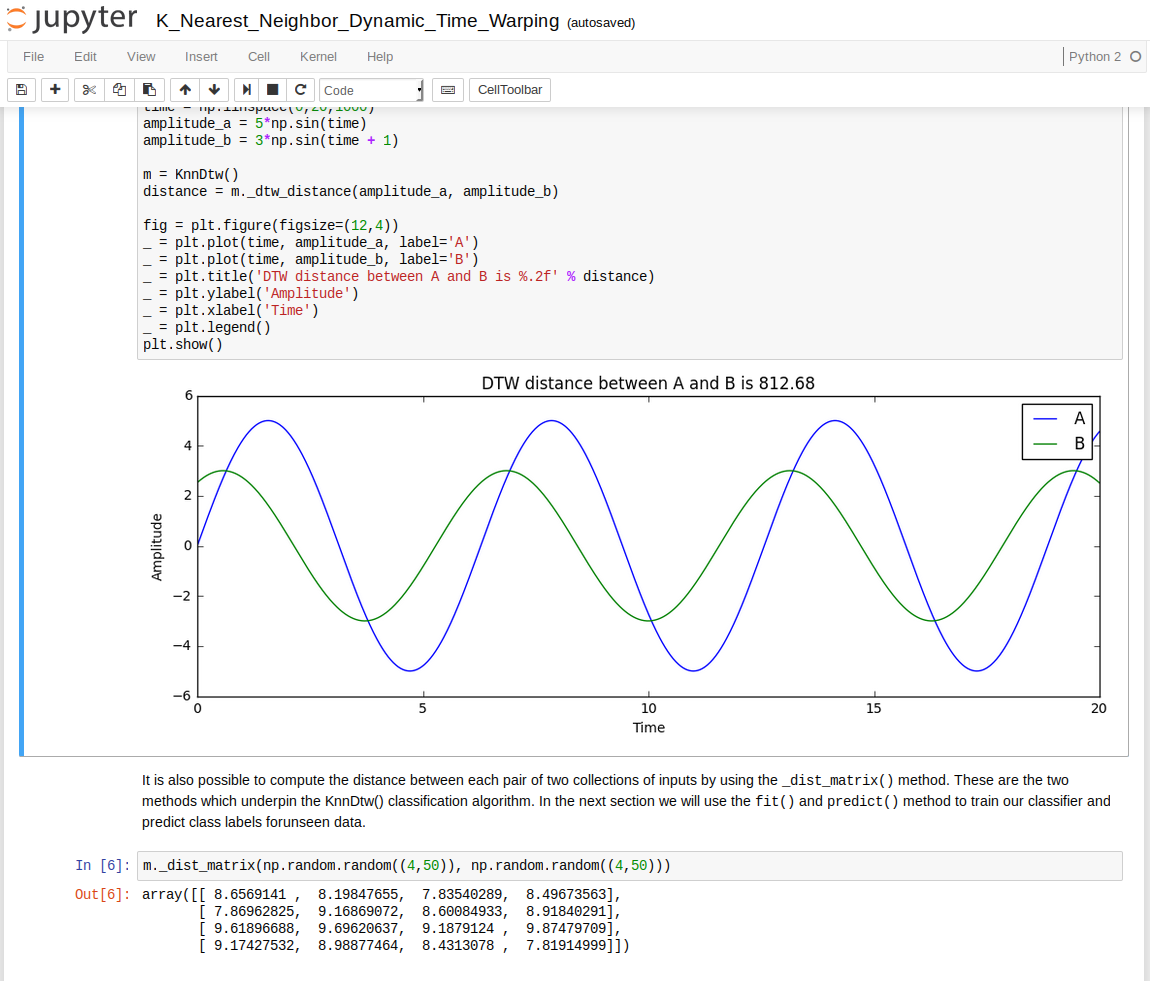 jupyter K_Nearest_Neighbor_Dynamic_Time_Warping (autosaved)
File Edit View Insert Cell Kernel Help Python 2
Code CellToolbar
time = np.linspace(0,20,1000)
amplitude_a = 5*np.sin(time)
amplitude_b = 3*np.sin(time + 1)
m = KnnDtw()
distance = m._dtw_distance(amplitude_a, amplitude_b)
fig = plt.figure(figsize=(12,4))
_ = plt.plot(time, amplitude_a, label='A')
_ = plt.plot(time, amplitude_b, label='B')
_ = plt.title('DTW distance between A and B is %.2f' % distance)
_ = plt.ylabel('Amplitude')
_ = plt.xlabel('Time')
_ = plt.legend()
plt.show()
DTW distance between A and B is 812.68
6
4
2
0
−2
−4
−6
Amplitude
A
B
0 5 10 15 20
Time
It is also possible to compute the distance between each pair of two collections of inputs by using the _dist_matrix() method. These are the two
methods which underpin the KnnDtw() classification algorithm. In the next section we will use the fit() and predict() method to train our classifier and
predict class labels forunseen data.
In [6]: m._dist_matrix(np.random.random((4,50)), np.random.random((4,50)))
Out[6]: array([[ 8.6569141 , 8.19847655, 7.83540289, 8.49673563],
[ 7.86962825, 9.16869072, 8.60084933, 8.91840291],
[ 9.61896688, 9.69620637, 9.1879124 , 9.87479709],
[ 9.17427532, 8.98877464, 8.4313078 , 7.81914999]])